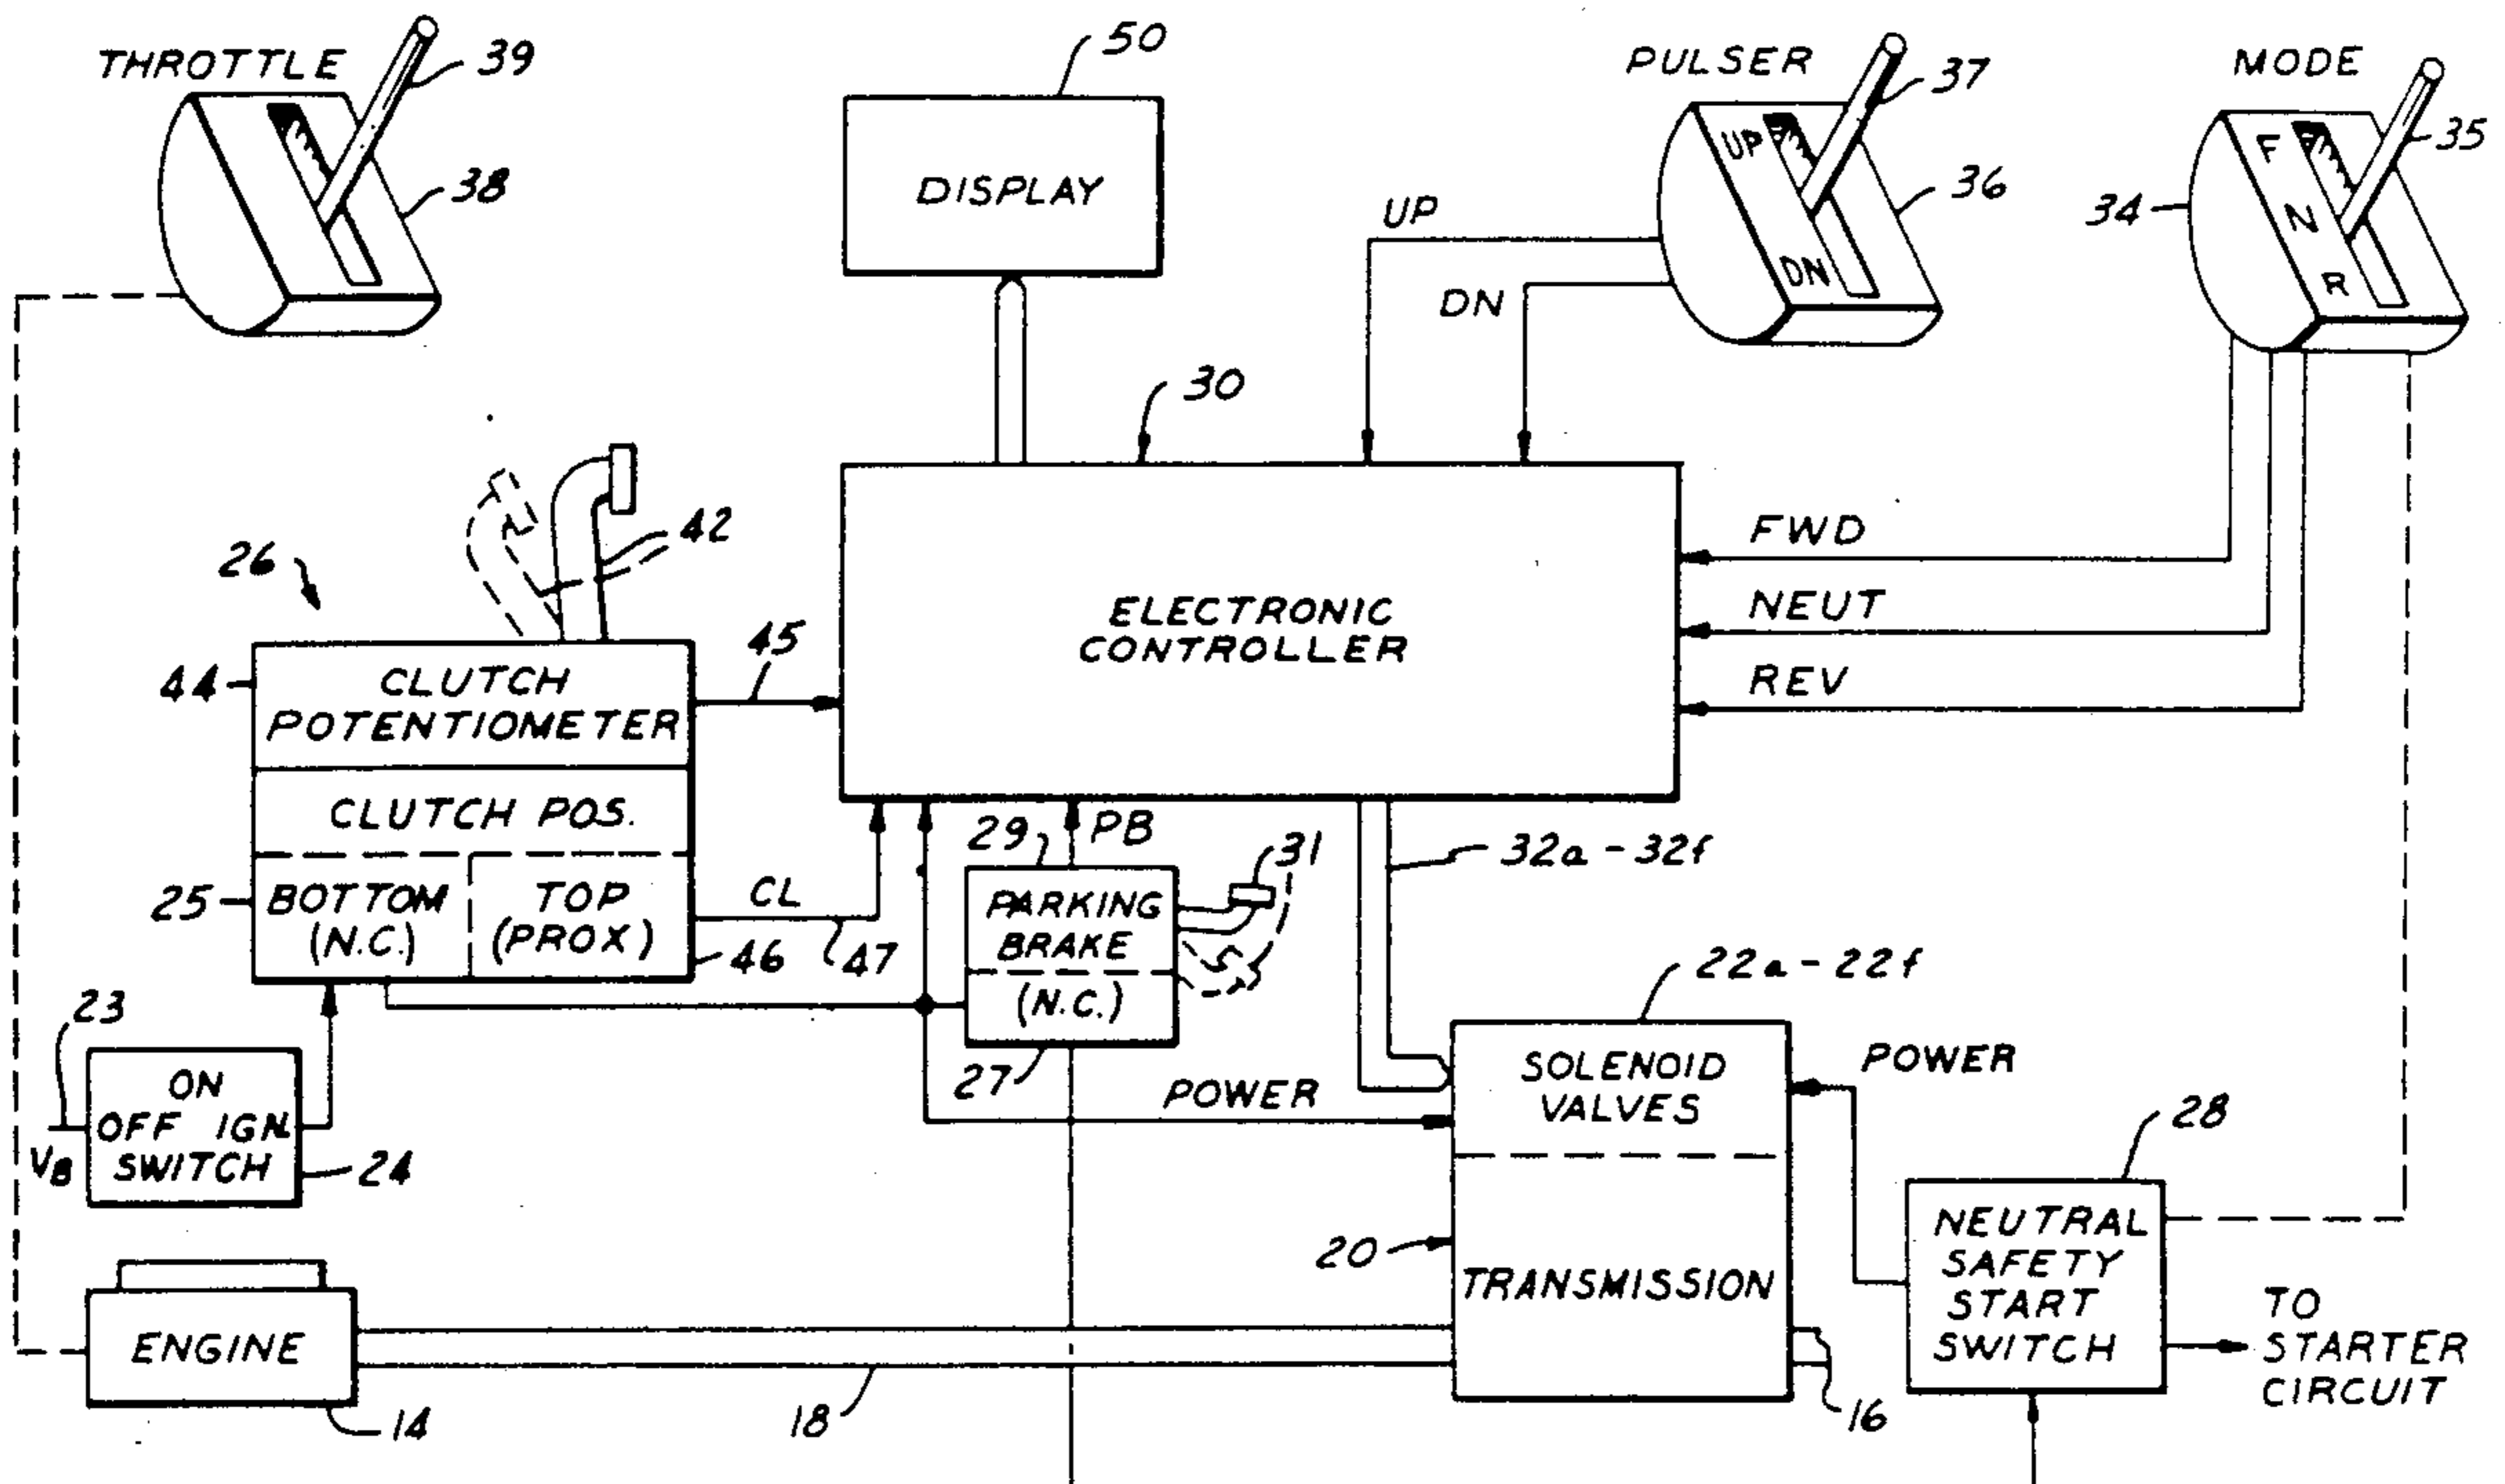 THROTTLE
39
38
50
DISPLAY
PULSER
37
UP
DN
36
MODE
35
F
N
R
34
UP
DN
30
ELECTRONIC
CONTROLLER
FWD
NEUT
REV
26
42
44
CLUTCH
POTENTIOMETER
45
CLUTCH POS.
25
BOTTOM
(N.C.)
TOP
(PROX)
CL
46
47
29
PB
31
PARKING
BRAKE
(N.C.)
27
32a - 32f
22a - 22f
23
VB
ON
OFF IGN.
SWITCH
24
POWER
SOLENOID
VALVES
POWER
28
20
TRANSMISSION
NEUTRAL
SAFETY
START
SWITCH
TO
STARTER
CIRCUIT
ENGINE
14
18
16